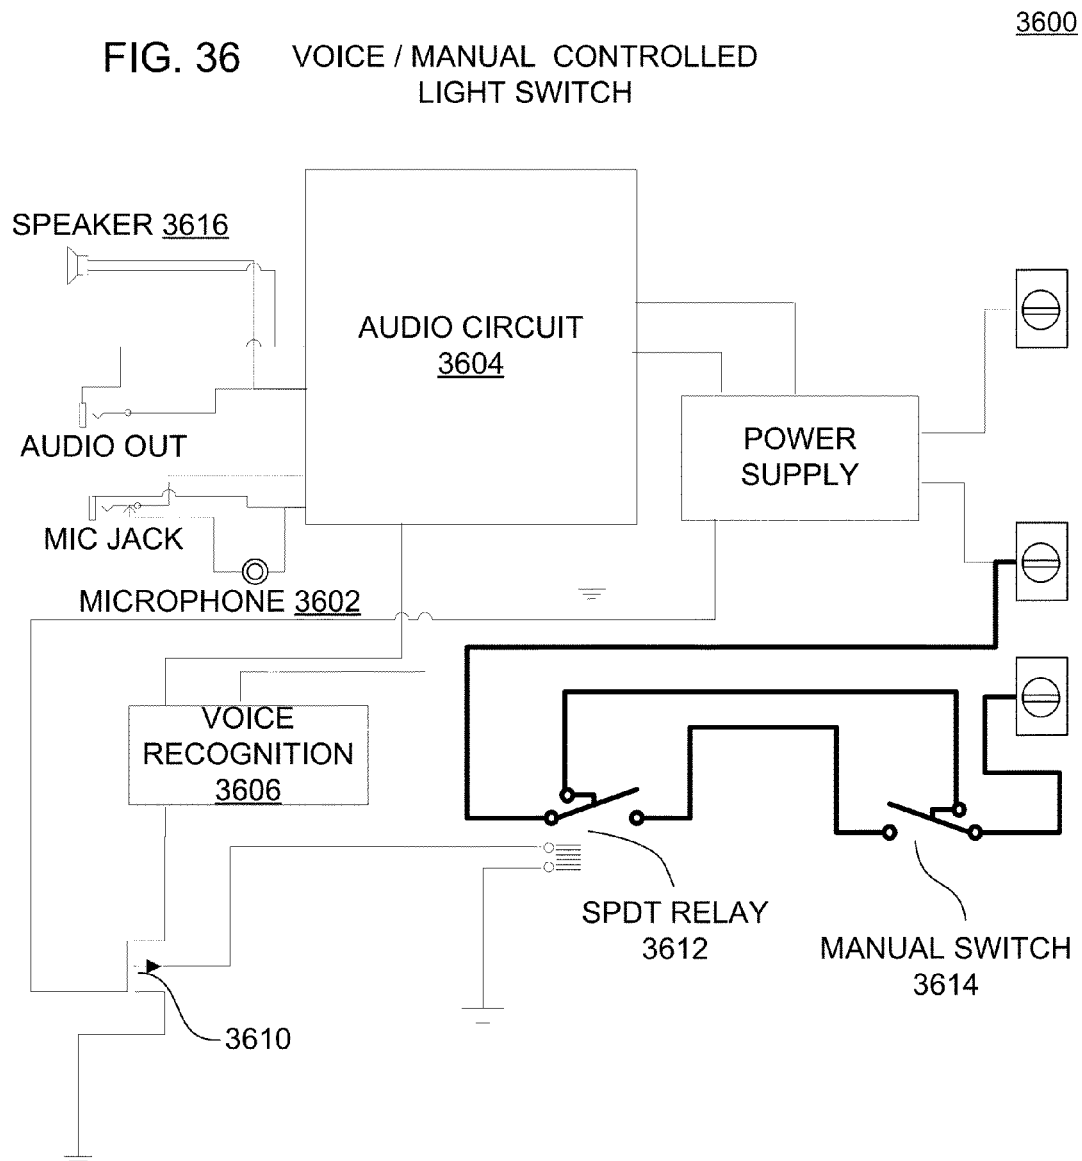 3600
FIG. 36 VOICE / MANUAL CONTROLLED
LIGHT SWITCH
SPEAKER 3616
AUDIO CIRCUIT
3604
AUDIO OUT
POWER
SUPPLY
MIC JACK
MICROPHONE 3602
VOICE
RECOGNITION
3606
SPDT RELAY
3612
MANUAL SWITCH
3614
3610